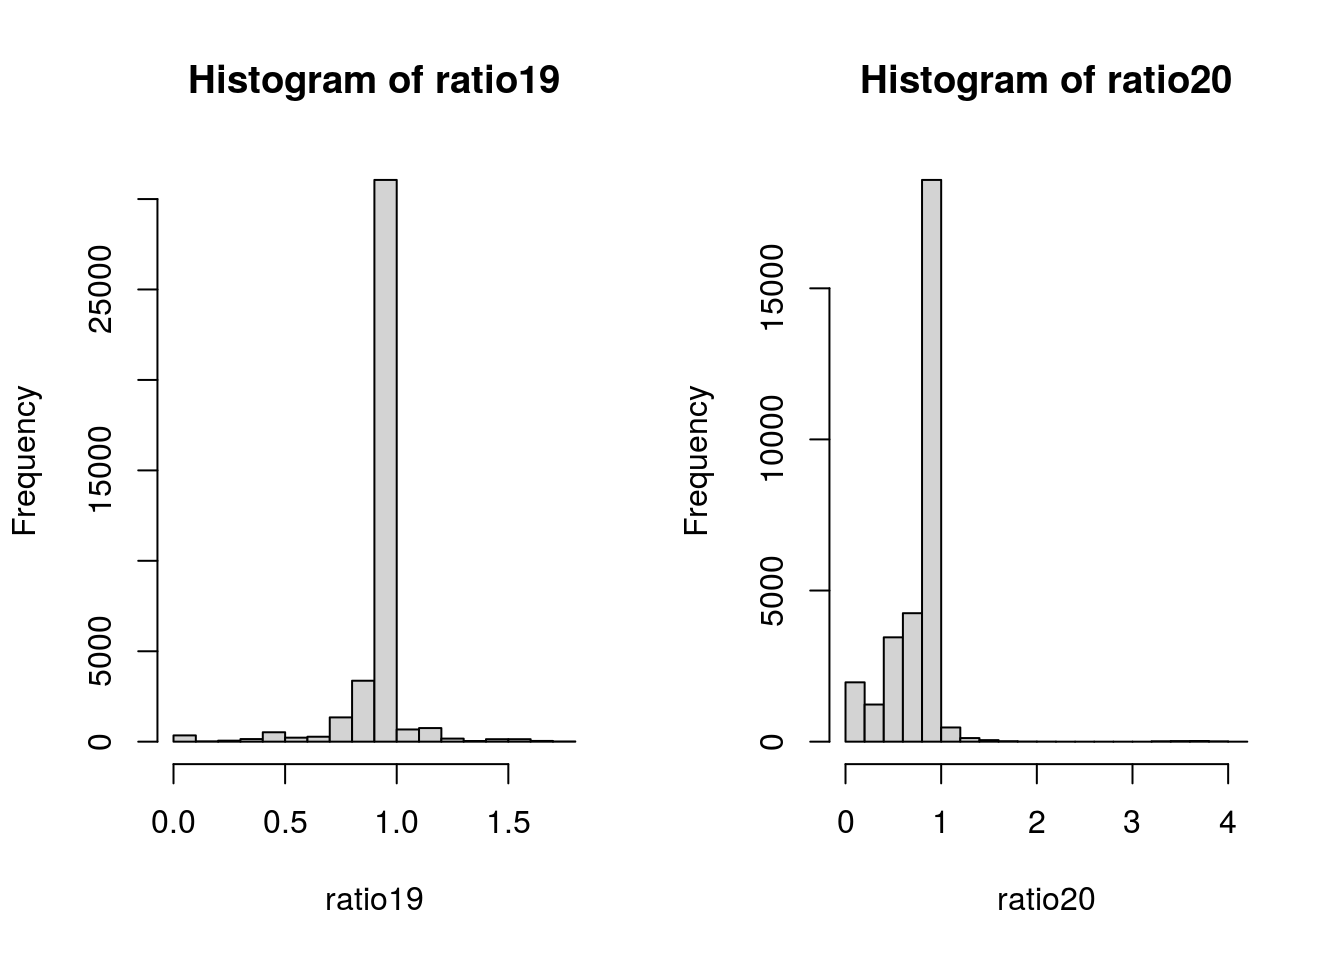 Histogram of ratio19
Frequency
0
5000
15000
25000
0.0 0.5 1.0 1.5
ratio19
Histogram of ratio20
Frequency
0
5000
10000
15000
0 1 2 3 4
ratio20